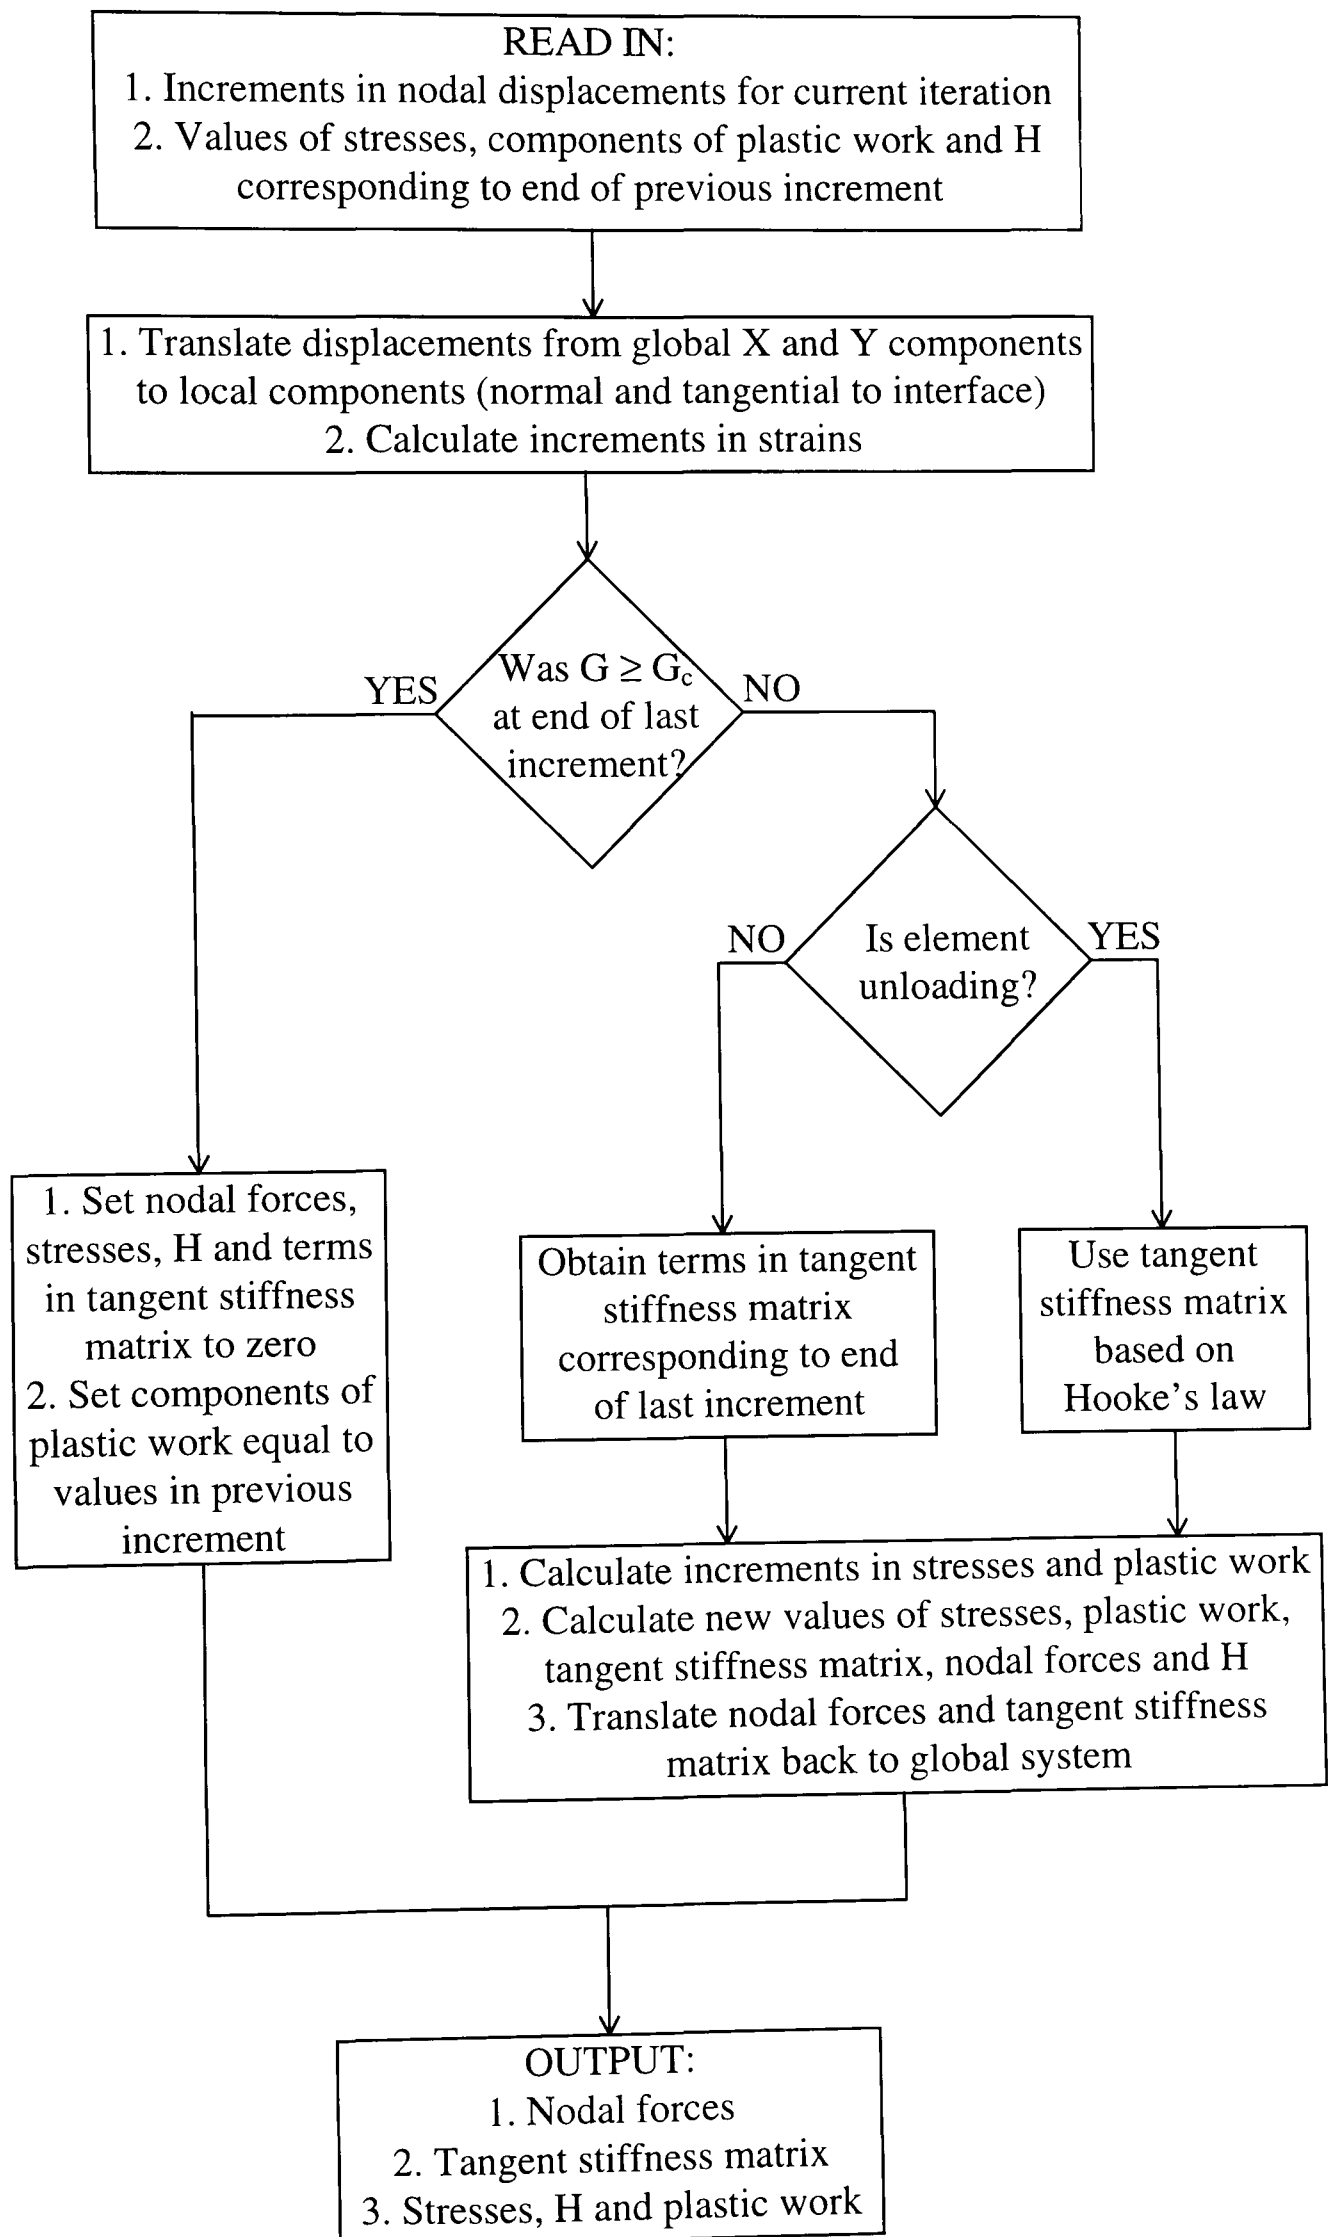 READ IN:
1. Increments in nodal displacements for current iteration
2. Values of stresses, components of plastic work and H
corresponding to end of previous increment
1. Translate displacements from global X and Y components
to local components (normal and tangential to interface)
2. Calculate increments in strains
Was G ≥ Gc
at end of last
increment?
YES
NO
Is element
unloading?
NO
YES
1. Set nodal forces,
stresses, H and terms
in tangent stiffness
matrix to zero
2. Set components of
plastic work equal to
values in previous
increment
Obtain terms in tangent
stiffness matrix
corresponding to end
of last increment
Use tangent
stiffness matrix
based on
Hooke's law
1. Calculate increments in stresses and plastic work
2. Calculate new values of stresses, plastic work,
tangent stiffness matrix, nodal forces and H
3. Translate nodal forces and tangent stiffness
matrix back to global system
OUTPUT:
1. Nodal forces
2. Tangent stiffness matrix
3. Stresses, H and plastic work